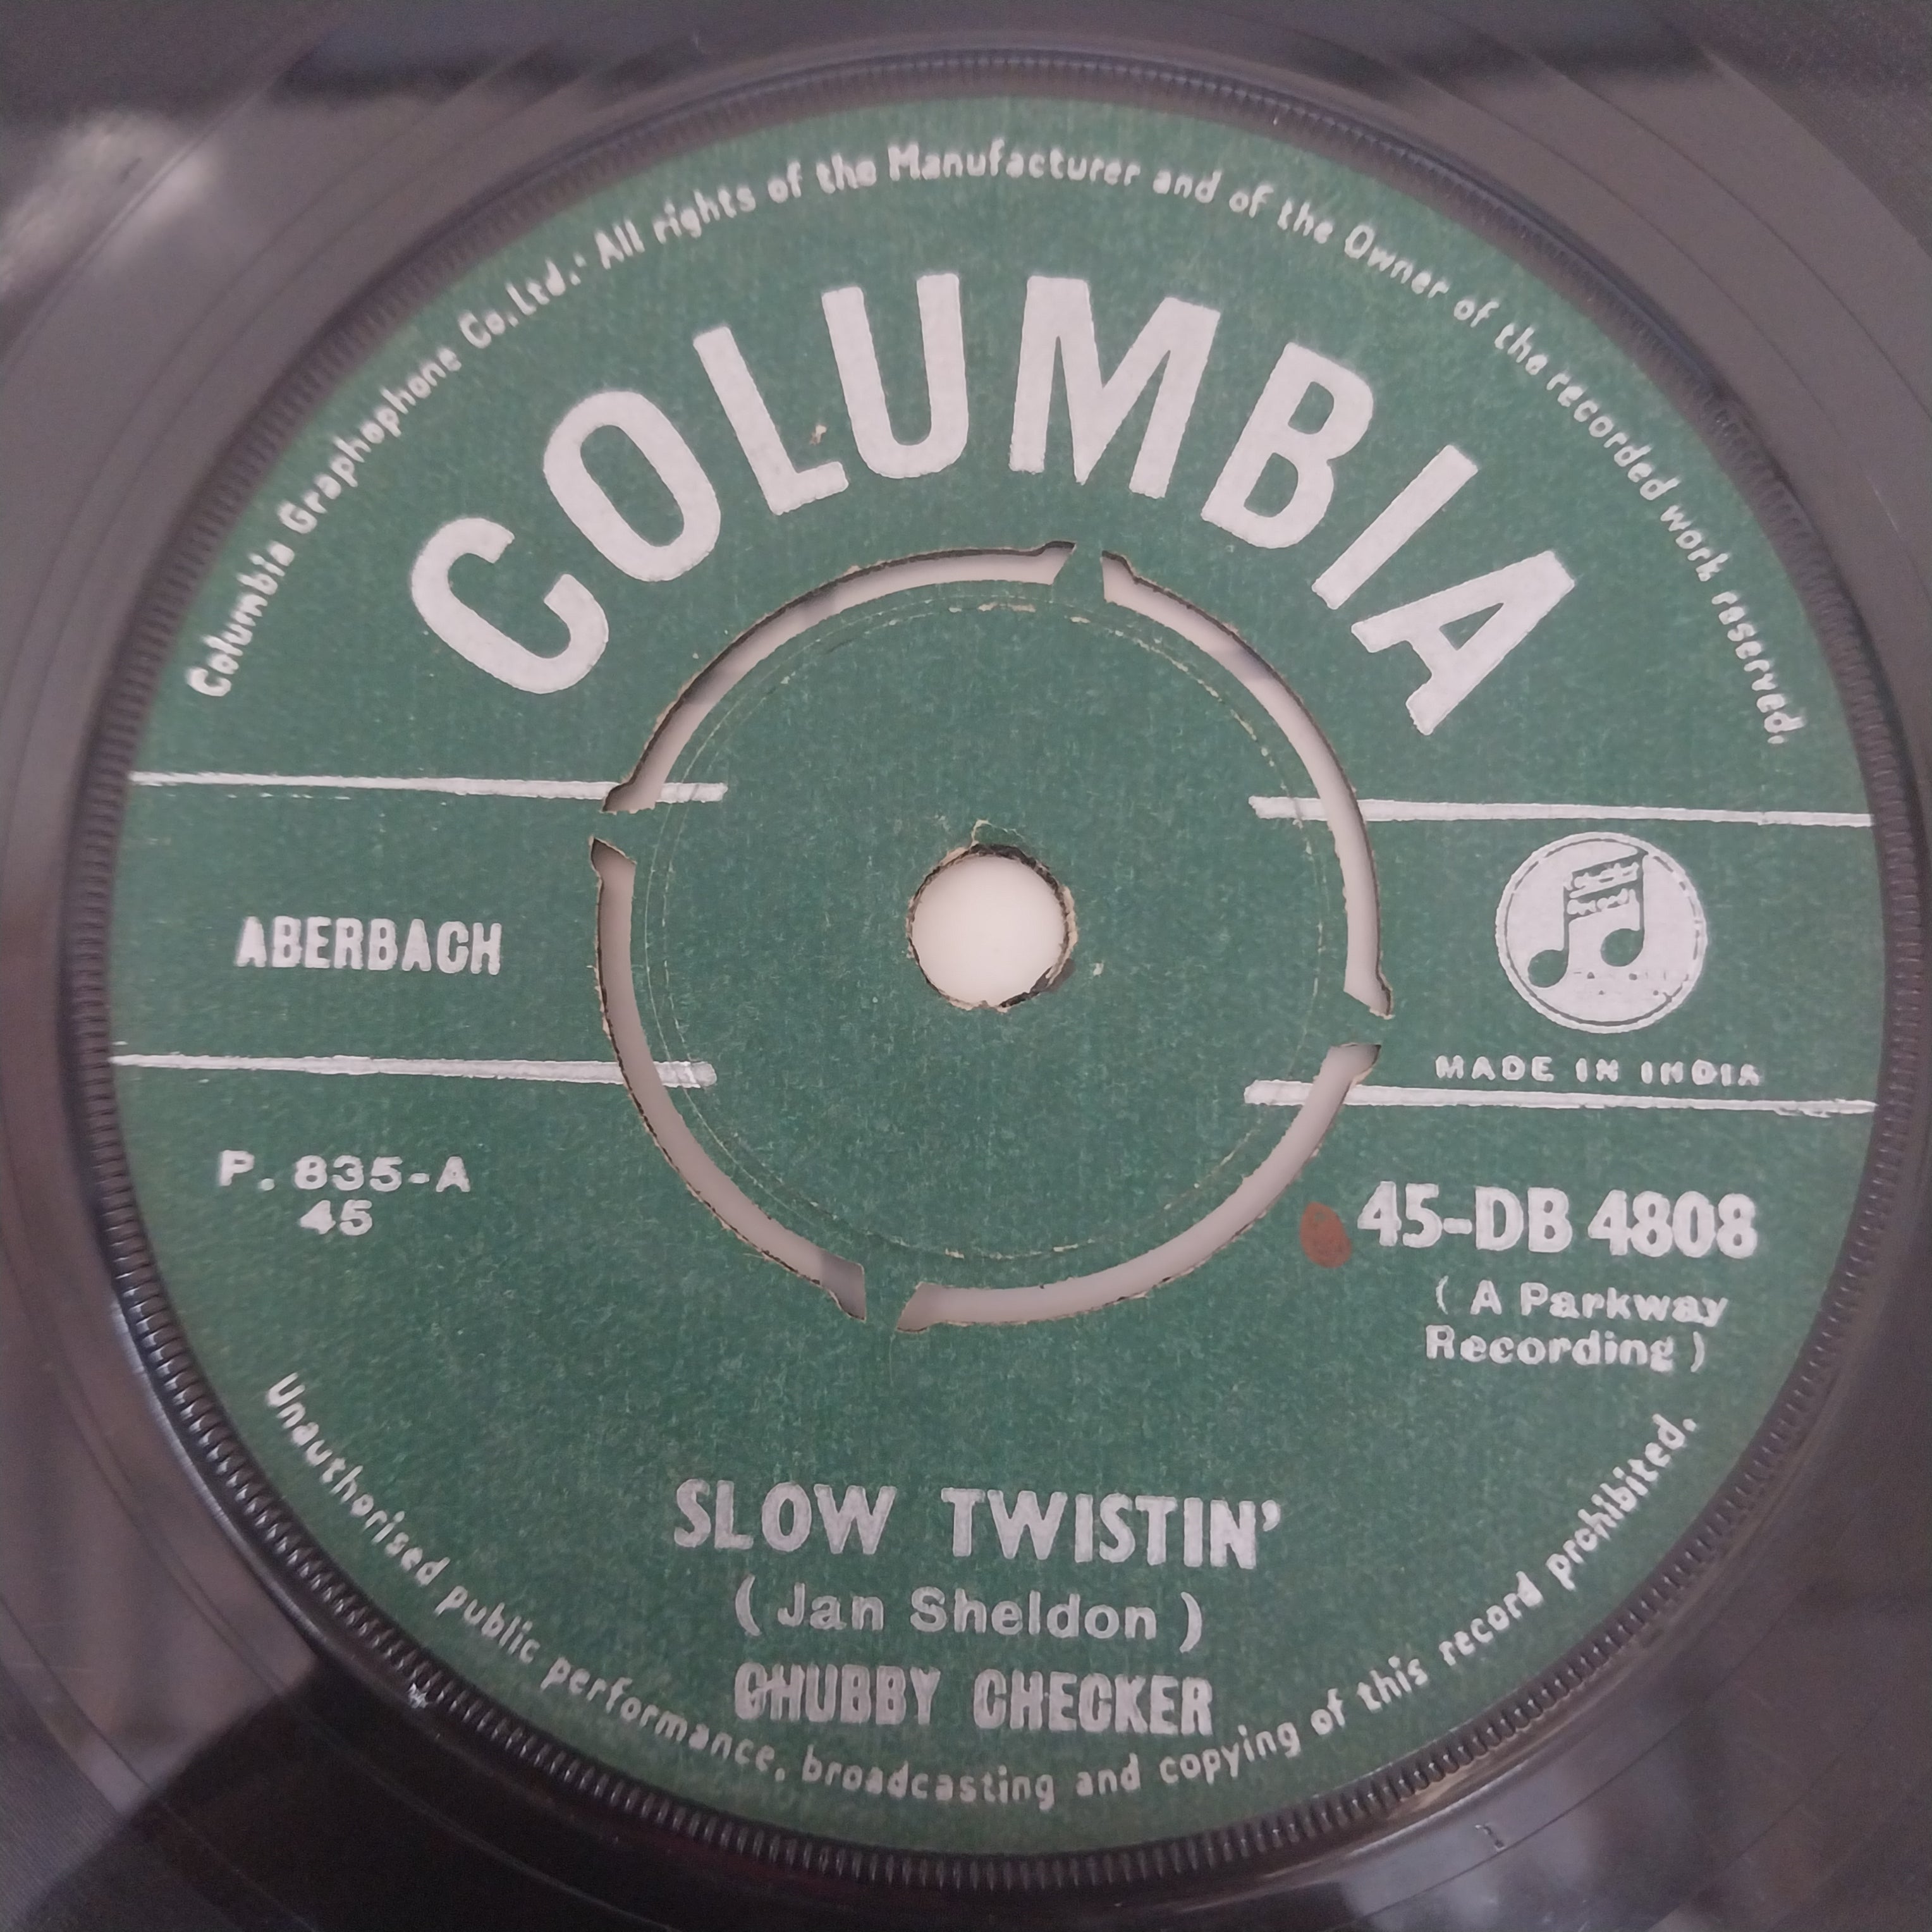 Columbia Graphophone Co. Ltd. · All rights of the Manufacturer and of the Owner of the recorded work reserved.
COLUMBIA
ABERBACH
MADE IN INDIA
P. 835-A
45
45-DB 4808
( A Parkway
Recording )
SLOW TWISTIN'
( Jan Sheldon )
CHUBBY CHECKER
Unauthorised public performance, broadcasting and copying of this record prohibited.